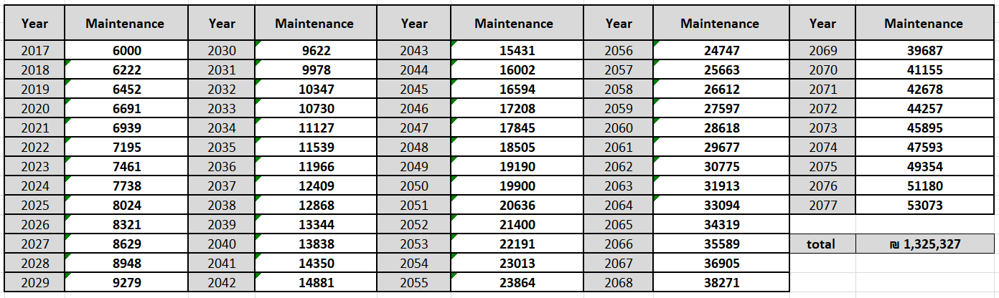 Year Maintenance Year Maintenance Year Maintenance Year Maintenance Year Maintenance
2017 6000 2030 9622 2043 15431 2056 24747 2069 39687
2018 6222 2031 9978 2044 16002 2057 25663 2070 41155
2019 6452 2032 10347 2045 16594 2058 26612 2071 42678
2020 6691 2033 10730 2046 17208 2059 27597 2072 44257
2021 6939 2034 11127 2047 17845 2060 28618 2073 45895
2022 7195 2035 11539 2048 18505 2061 29677 2074 47593
2023 7461 2036 11966 2049 19190 2062 30775 2075 49354
2024 7738 2037 12409 2050 19900 2063 31913 2076 51180
2025 8024 2038 12868 2051 20636 2064 33094 2077 53073
2026 8321 2039 13344 2052 21400 2065 34319
2027 8629 2040 13838 2053 22191 2066 35589 total ₪ 1,325,327
2028 8948 2041 14350 2054 23013 2067 36905
2029 9279 2042 14881 2055 23864 2068 38271